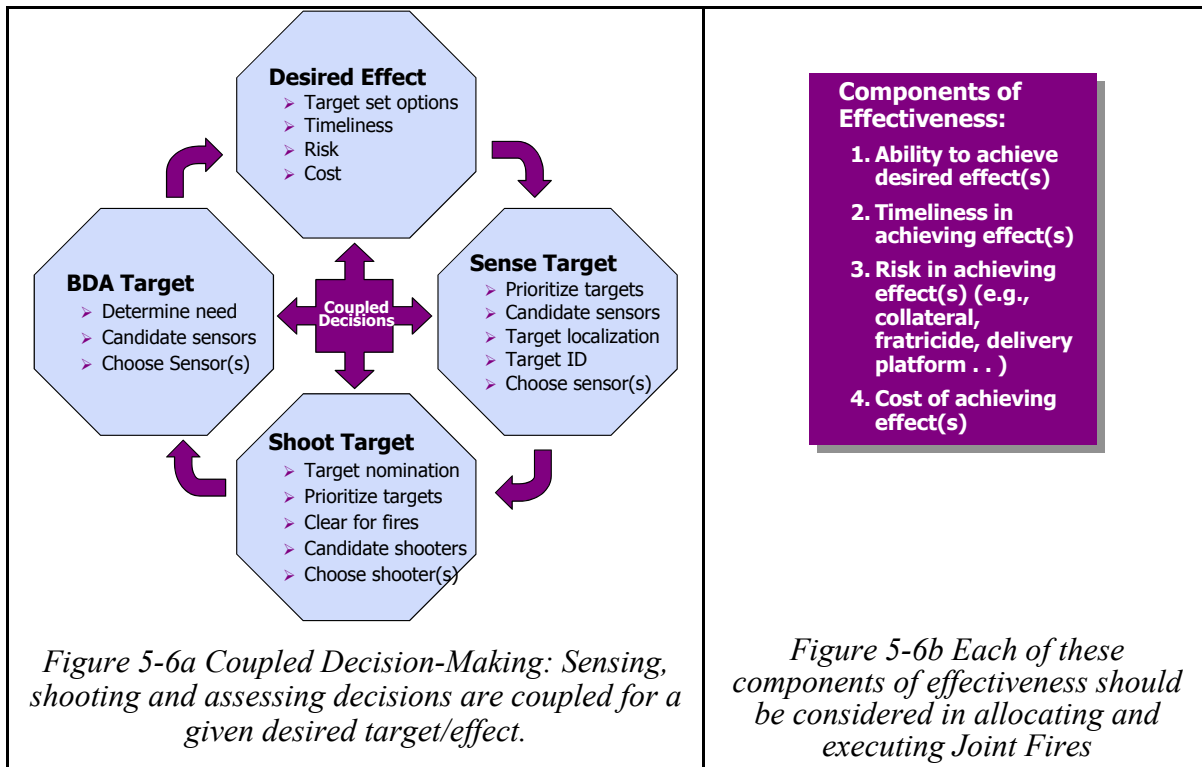 Desired Effect
➢ Target set options
➢ Timeliness
➢ Risk
➢ Cost
Sense Target
➢ Prioritize targets
➢ Candidate sensors
➢ Target localization
➢ Target ID
➢ Choose sensor(s)
Shoot Target
➢ Target nomination
➢ Prioritize targets
➢ Clear for fires
➢ Candidate shooters
➢ Choose shooter(s)
BDA Target
➢ Determine need
➢ Candidate sensors
➢ Choose Sensor(s)
Coupled
Decisions
Figure 5-6a Coupled Decision-Making: Sensing,
shooting and assessing decisions are coupled for a
given desired target/effect.
Components of
Effectiveness:
1. Ability to achieve
desired effect(s)
2. Timeliness in
achieving effect(s)
3. Risk in achieving
effect(s) (e.g.,
collateral,
fratricide, delivery
platform . . )
4. Cost of achieving
effect(s)
Figure 5-6b Each of these
components of effectiveness should
be considered in allocating and
executing Joint Fires